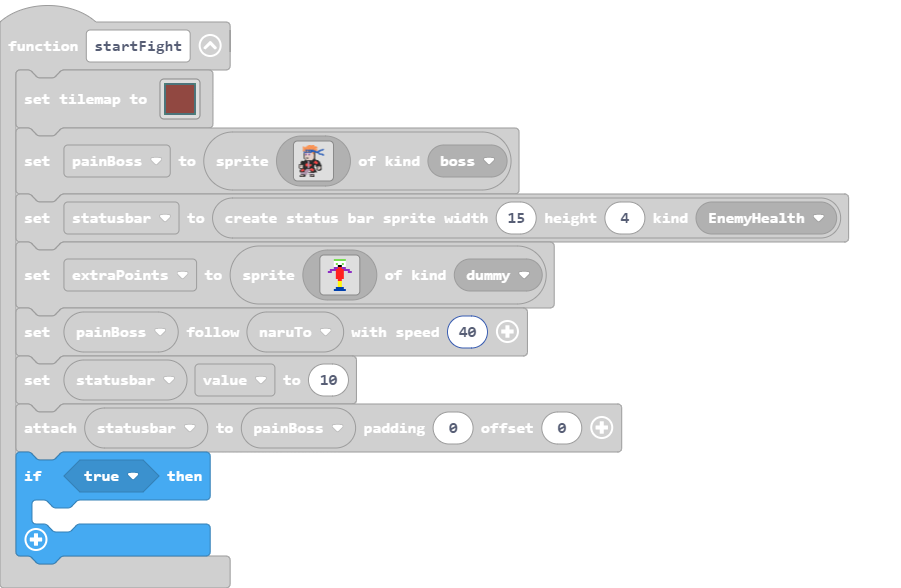 function startFight
set tilemap to
set painBoss to sprite of kind boss
set statusbar to create status bar sprite width 15 height 4 kind EnemyHealth
set extraPoints to sprite of kind dummy
set painBoss follow naruTo with speed 40
set statusbar value to 10
attach statusbar to painBoss padding 0 offset 0
if true then